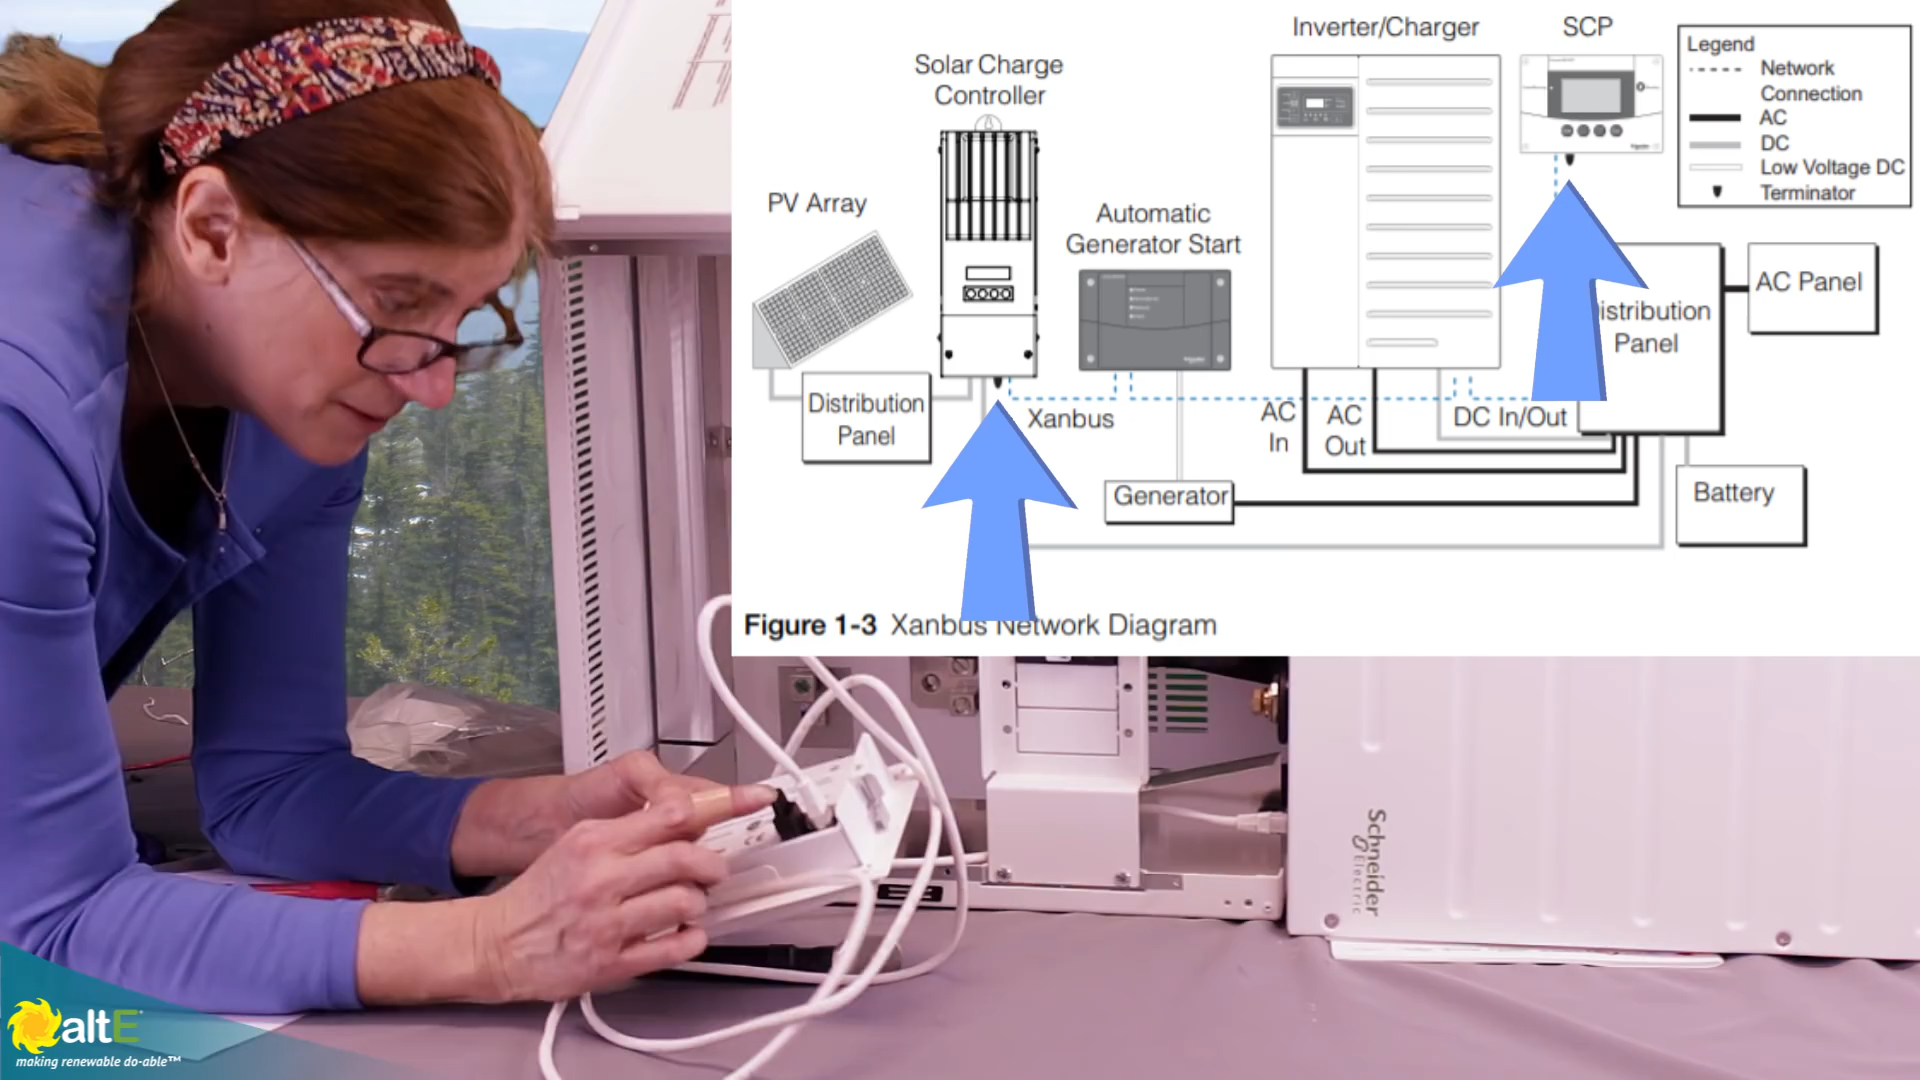 Inverter/Charger
SCP
Legend
Network
Connection
AC
DC
Low Voltage DC
Terminator
Solar Charge
Controller
PV Array
Automatic
Generator Start
AC Panel
istribution
Panel
Distribution
Panel
Xanbus
AC
In
AC
Out
DC In/Out
Generator
Battery
Figure 1-3 Xanbus Network Diagram
Schneider
Electric
altE
making renewable do-able™